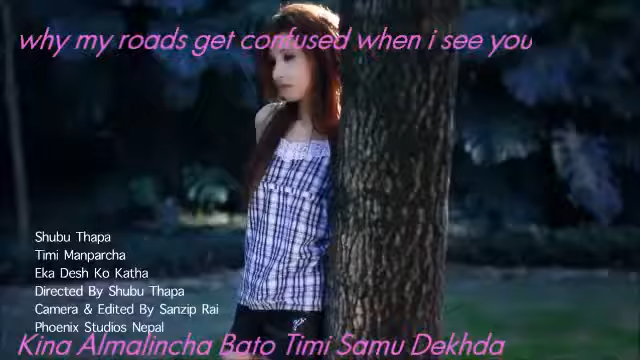 why my roads get confused when i see you
Shubu Thapa
Timi Manparcha
Eka Desh Ko Katha
Directed By Shubu Thapa
Camera & Edited By Sanzip Rai
Phoenix Studios Nepal
Kina Almalincha Bato Timi Samu Dekhda